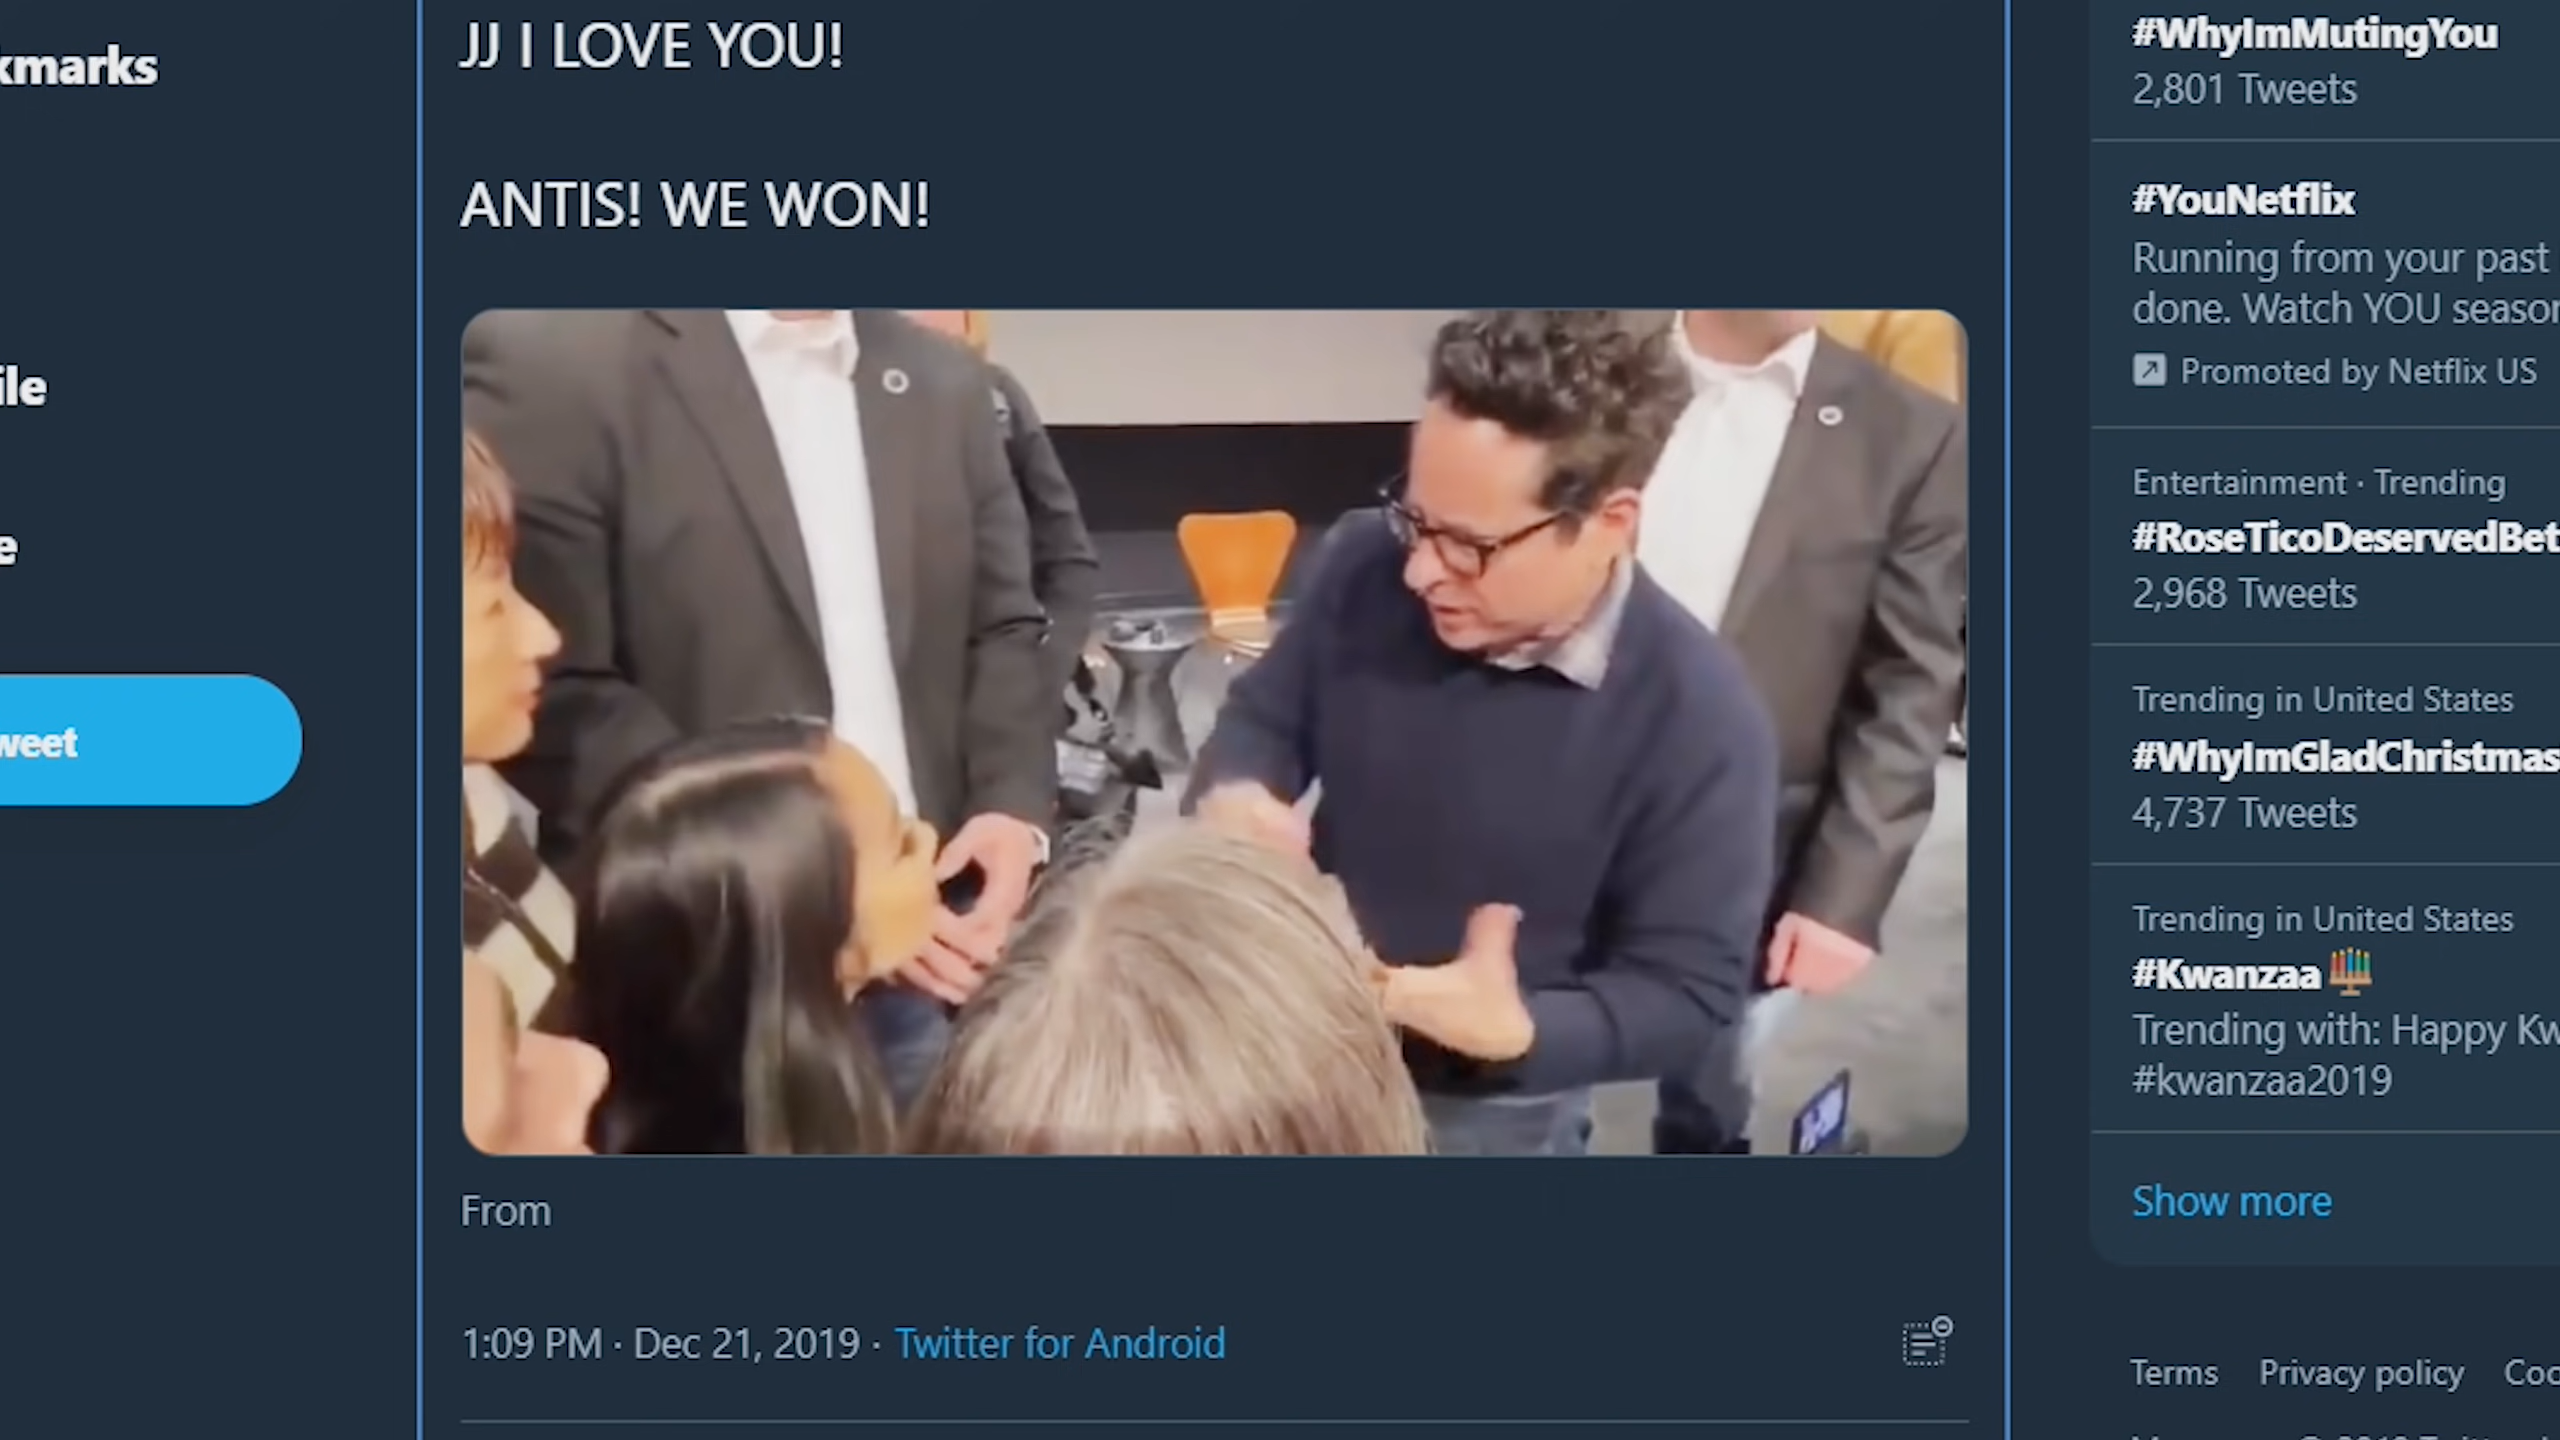 kmarks
ile
e
weet
JJ I LOVE YOU!
ANTIS! WE WON!
From
1:09 PM · Dec 21, 2019 · Twitter for Android
#WhyImMutingYou
2,801 Tweets
#YouNetflix
Running from your past
done. Watch YOU season
Promoted by Netflix US
Entertainment · Trending
#RoseTicoDeservedBet
2,968 Tweets
Trending in United States
#WhyImGladChristmas
4,737 Tweets
Trending in United States
#Kwanzaa
Trending with: Happy Kw
#kwanzaa2019
Show more
Terms Privacy policy Coo